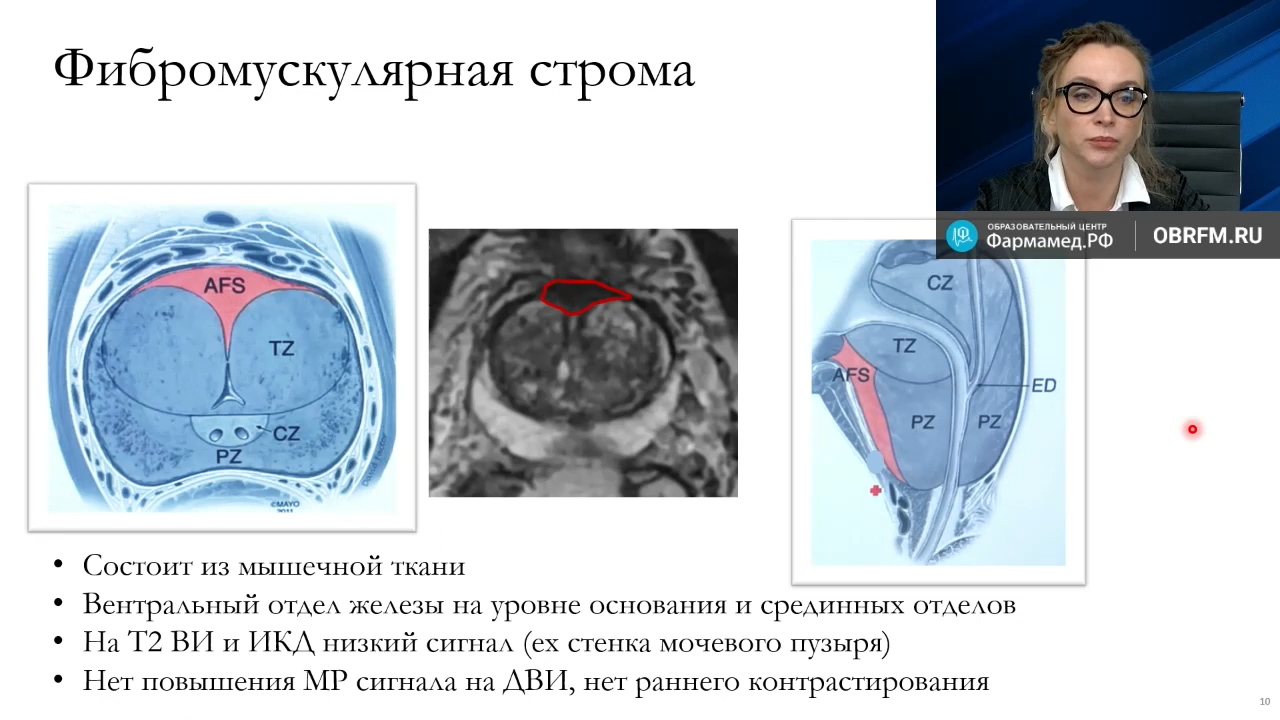 Фибромускулярная строма
ОБРАЗОВАТЕЛЬНЫЙ ЦЕНТР
Фармамед.РФ
OBRFM.RU
AFS
TZ
CZ
PZ
©MAYO
2011
CZ
TZ
AFS
ED
PZ
PZ
• Состоит из мышечной ткани
• Вентральный отдел железы на уровне основания и срединных отделов
• На Т2 ВИ и ИКД низкий сигнал (ех стенка мочевого пузыря)
• Нет повышения МР сигнала на ДВИ, нет раннего контрастирования
10